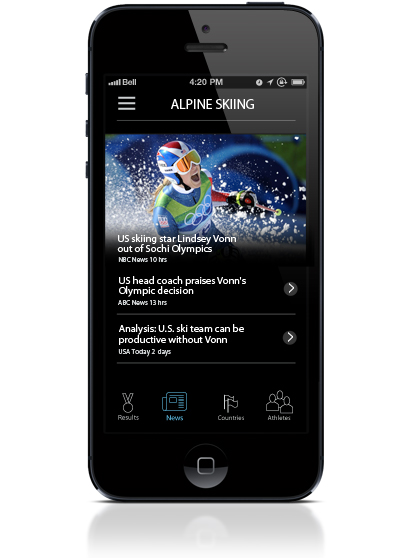 Bell
4:20 PM
ALPINE SKIING
US skiing star Lindsey Vonn
out of Sochi Olympics
NBC News 10 hrs
US head coach praises Vonn's
Olympic decision
ABC News 13 hrs
Analysis: U.S. ski team can be
productive without Vonn
USA Today 2 days
Results
News
Countries
Athletes